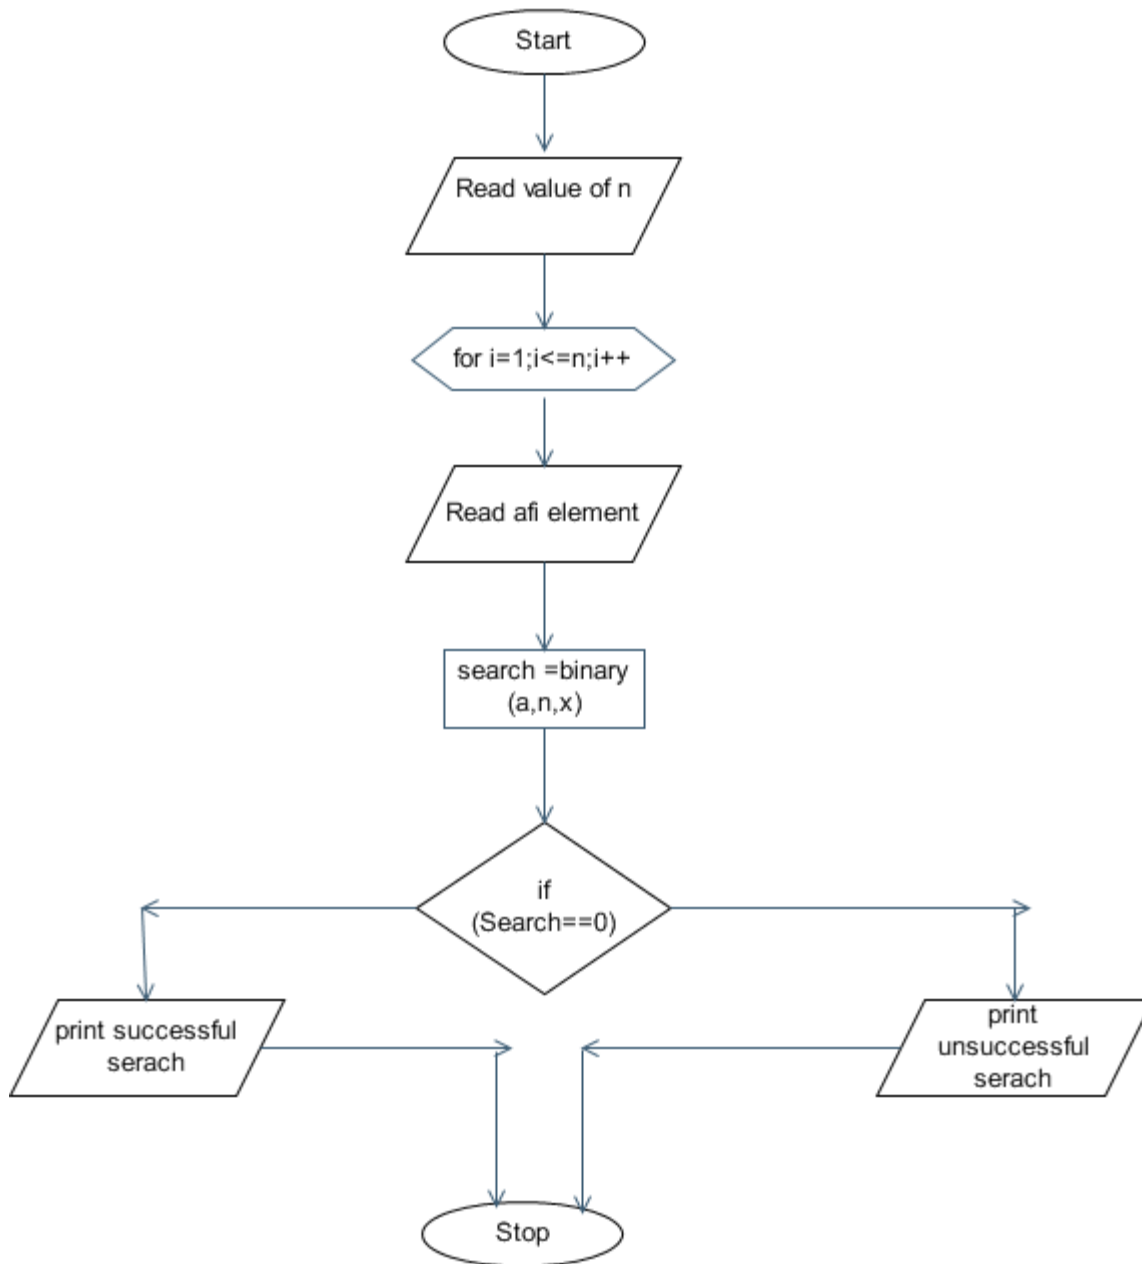 Start
Read value of n
for i=1;i<=n;i++
Read afi element
search =binary
(a,n,x)
if
(Search==0)
print successful
serach
print
unsuccessful
serach
Stop